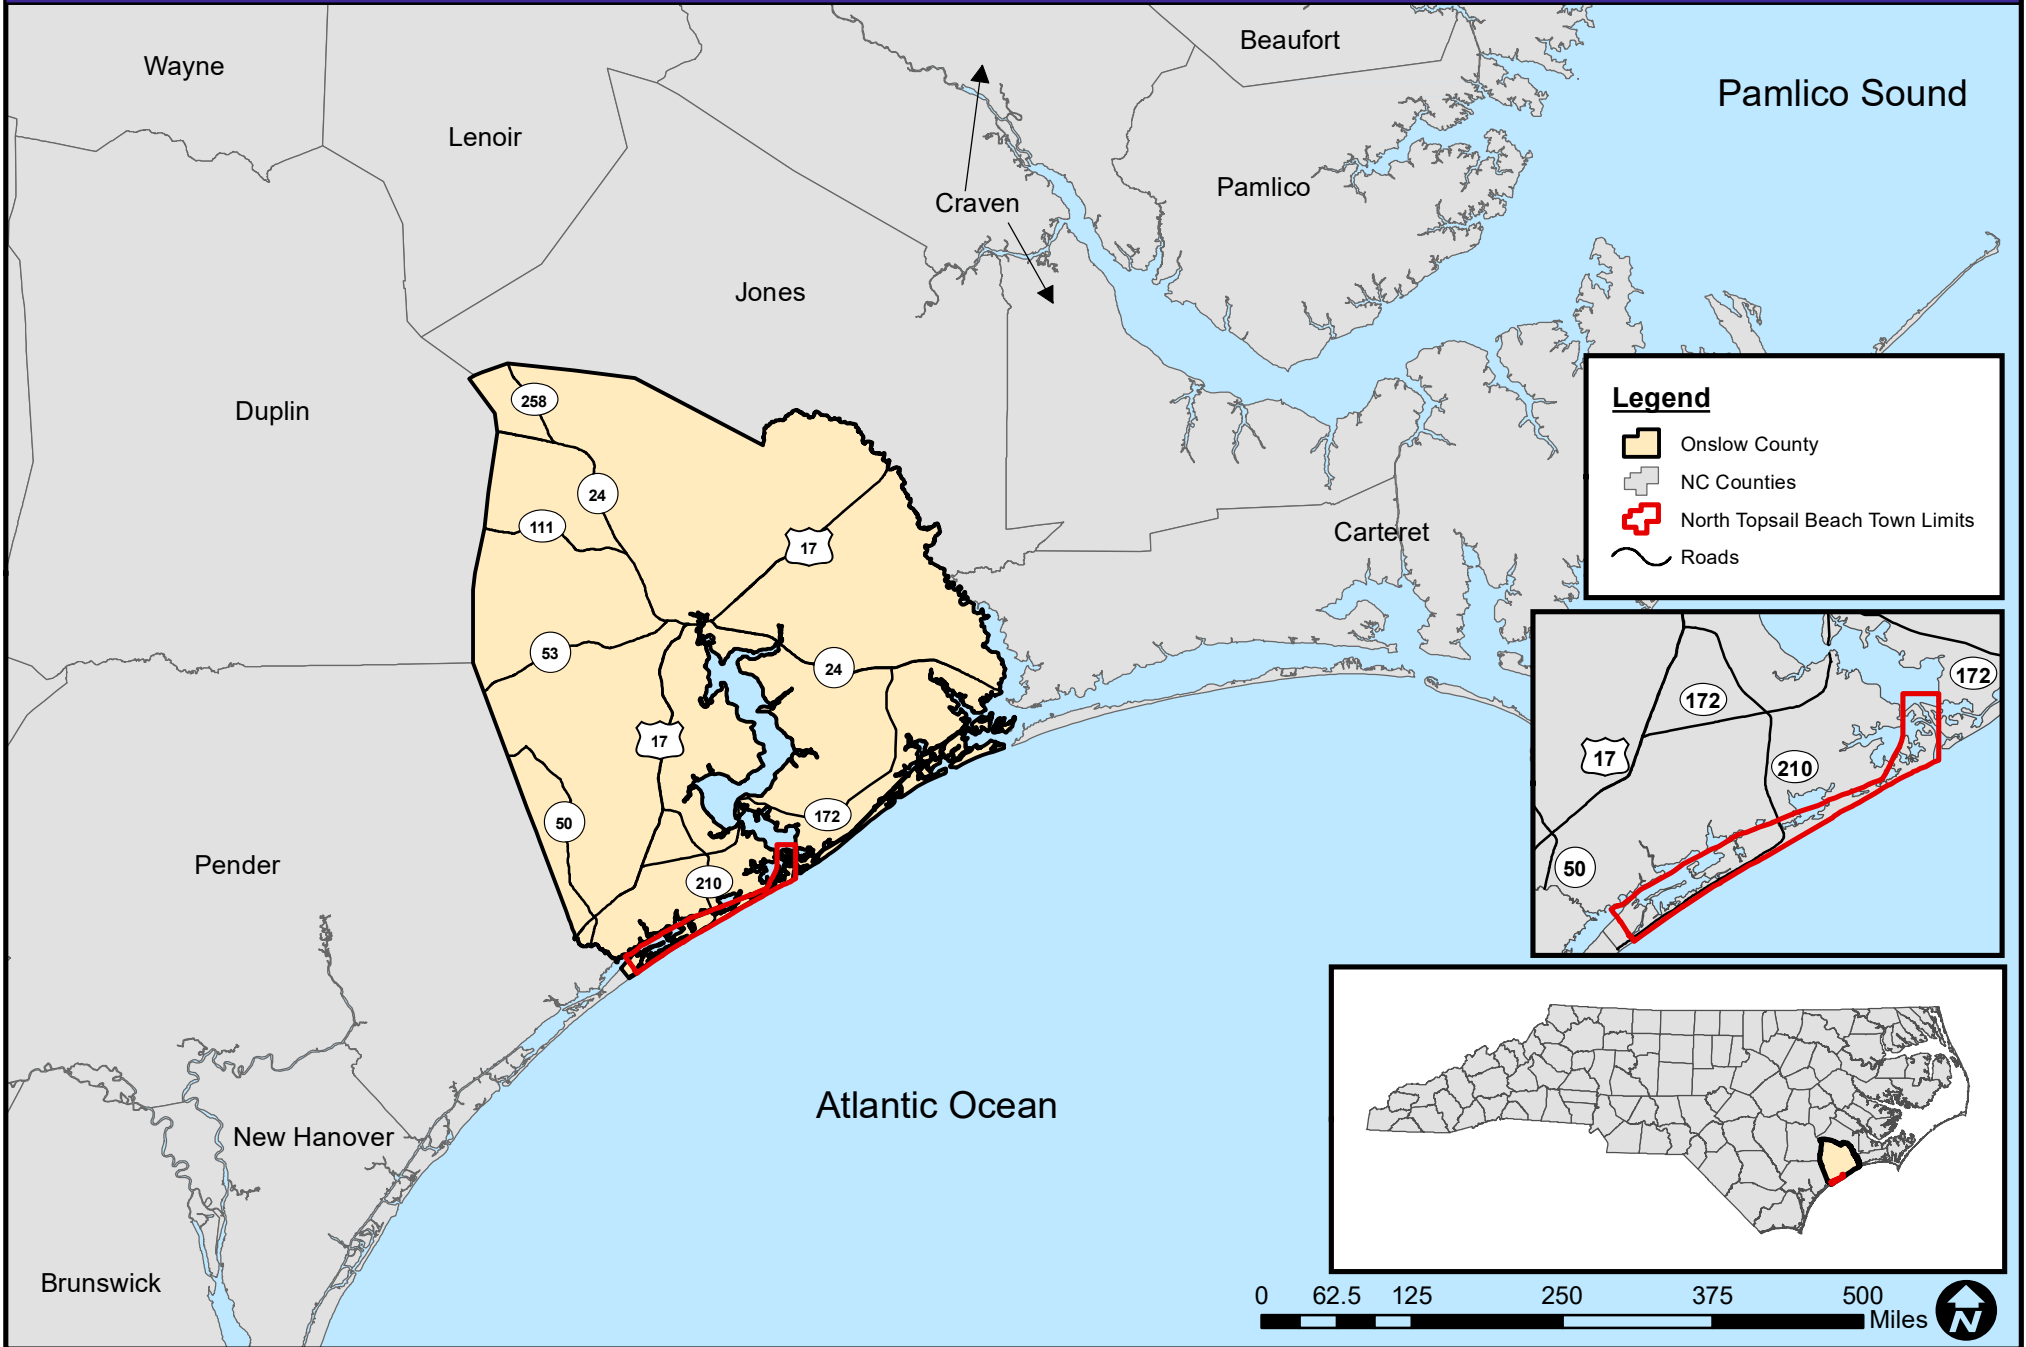 Beaufort
Wayne
Pamlico Sound
Lenoir
Pamlico
Craven
Jones
Duplin
258
24
111
17
53
24
17
50
172
210
Carteret
Pender
New Hanover
Brunswick
Atlantic Ocean
Legend
Onslow County
NC Counties
North Topsail Beach Town Limits
Roads
172
172
17
210
50
0 62.5 125 250 375 500
Miles
N